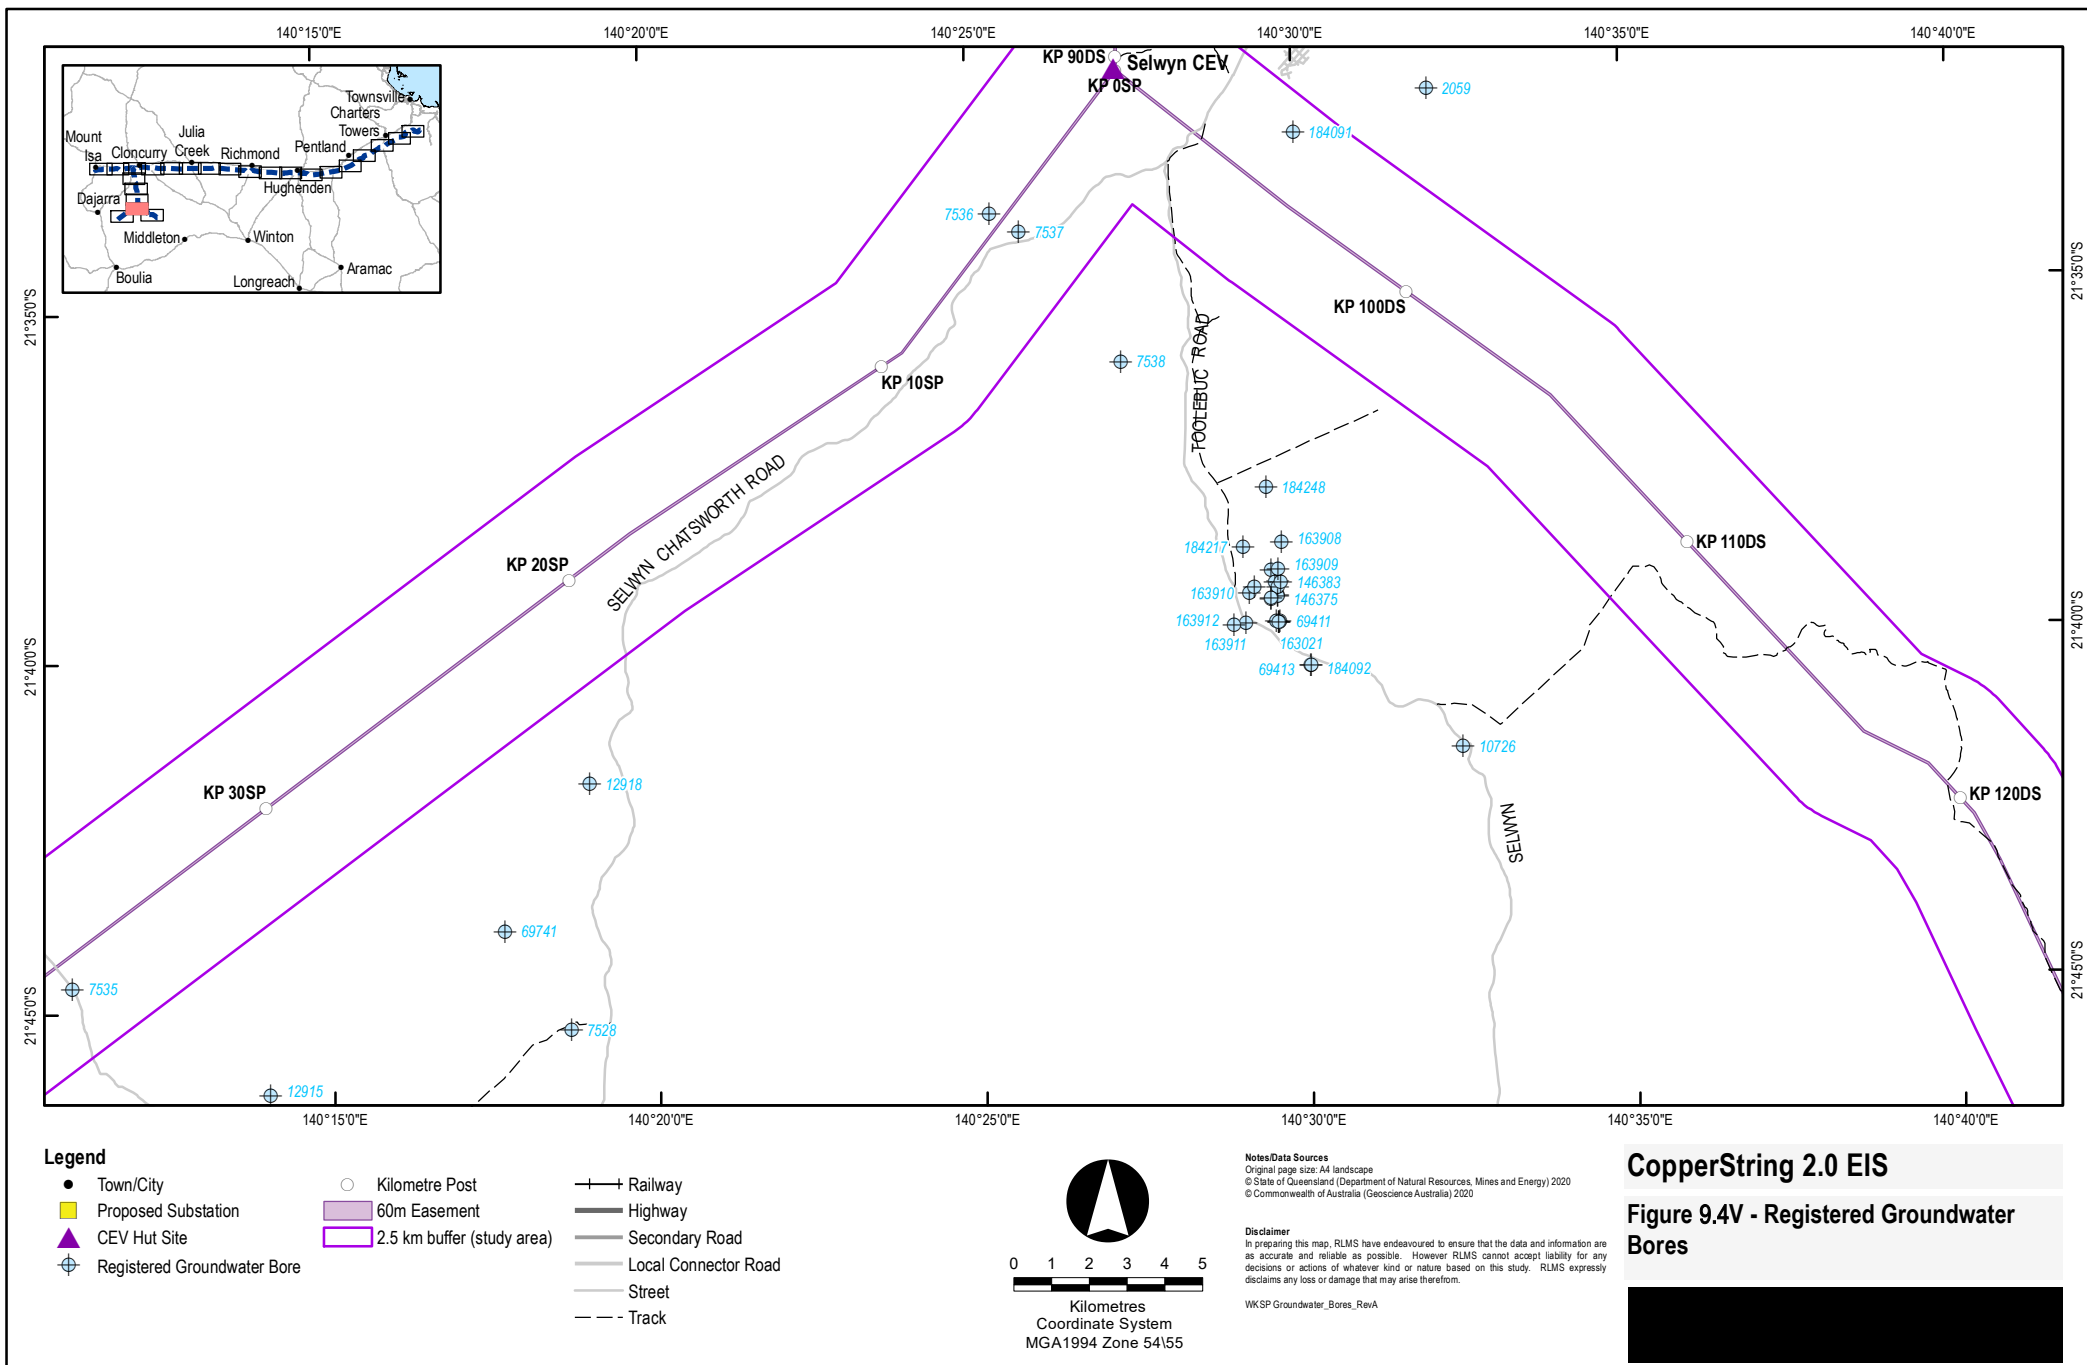 140°15'0"E
140°20'0"E
140°25'0"E
140°30'0"E
140°35'0"E
140°40'0"E
KP 90DS
Selwyn CEV
KP 0SP
2059
184091
Townsville
Charters
Towers
Mount
Isa
Julia
Creek
Cloncurry
Richmond
Pentland
Hughenden
Dajarra
Middleton
Winton
Boulia
Longreach
Aramac
7536
7537
21°35'0"S
21°35'0"S
KP 100DS
7538
KP 10SP
TOOLEBUC ROAD
SELWYN CHATSWORTH ROAD
184248
163908
184217
KP 110DS
163909
KP 20SP
146383
163910
146375
163912
69411
163911
163021
21°40'0"S
21°40'0"S
69413
184092
10726
12918
KP 30SP
KP 120DS
SELWYN
69741
7535
21°45'0"S
21°45'0"S
7528
12915
140°15'0"E
140°20'0"E
140°25'0"E
140°30'0"E
140°35'0"E
140°40'0"E
Legend
Town/City
Proposed Substation
CEV Hut Site
Registered Groundwater Bore
Kilometre Post
60m Easement
2.5 km buffer (study area)
Railway
Highway
Secondary Road
Local Connector Road
Street
Track
0 1 2 3 4 5
Kilometres
Coordinate System
MGA1994 Zone 54\55
Notes/Data Sources
Original page size: A4 landscape
© State of Queensland (Department of Natural Resources, Mines and Energy) 2020
© Commonwealth of Australia (Geoscience Australia) 2020
Disclaimer
In preparing this map, RLMS have endeavoured to ensure that the data and information are
as accurate and reliable as possible. However RLMS cannot accept liability for any
decisions or actions of whatever kind or nature based on this study. RLMS expressly
disclaims any loss or damage that may arise therefrom.
WKSP Groundwater_Bores_RevA
CopperString 2.0 EIS
Figure 9.4V - Registered Groundwater
Bores